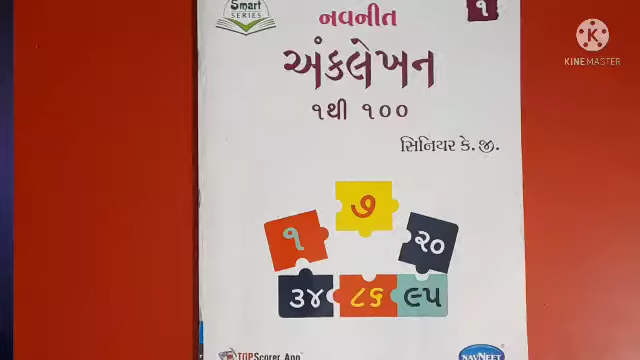 Smart
SERIES
નવનીત
૧
અંકલેખન
૧થી ૧૦૦
સિનિયર કે.જી.
૭
૧
૨૦
૩૪
૮૬
૯૫
TOPScorer App
NAVNEET
K
KINEMASTER